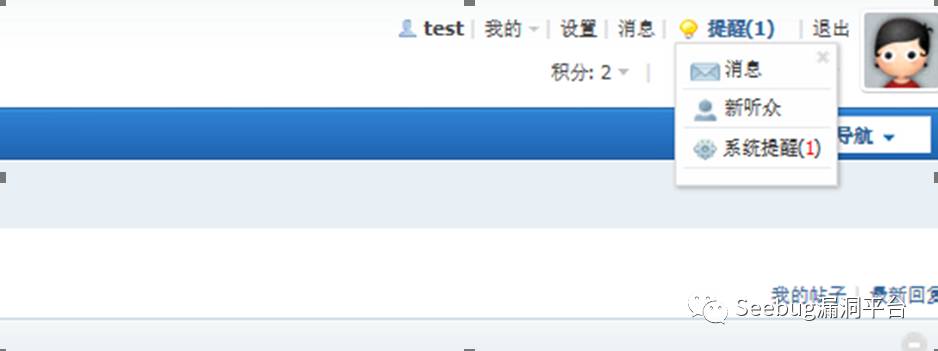 test | 我的 | 设置 | 消息 | 提醒(1) | 退出
积分: 2 |
消息
新听众
导航
系统提醒(1)
我的帖子 | 最新回复
Seebug漏洞平台